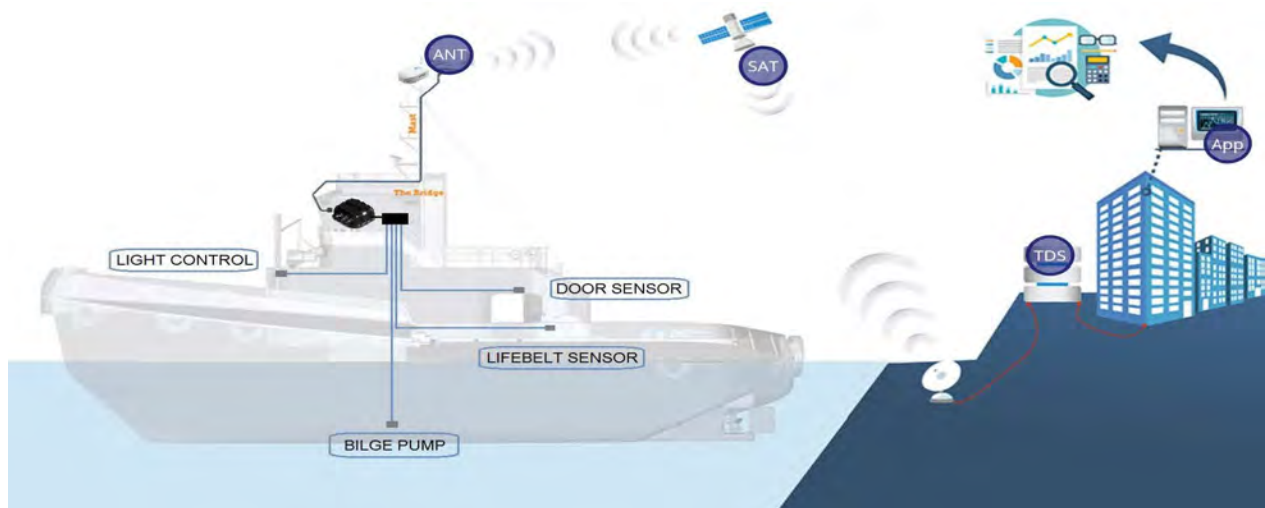 ANT
SAT
App
Mast
The Bridge
LIGHT CONTROL
DOOR SENSOR
TDS
LIFEBELT SENSOR
BILGE PUMP